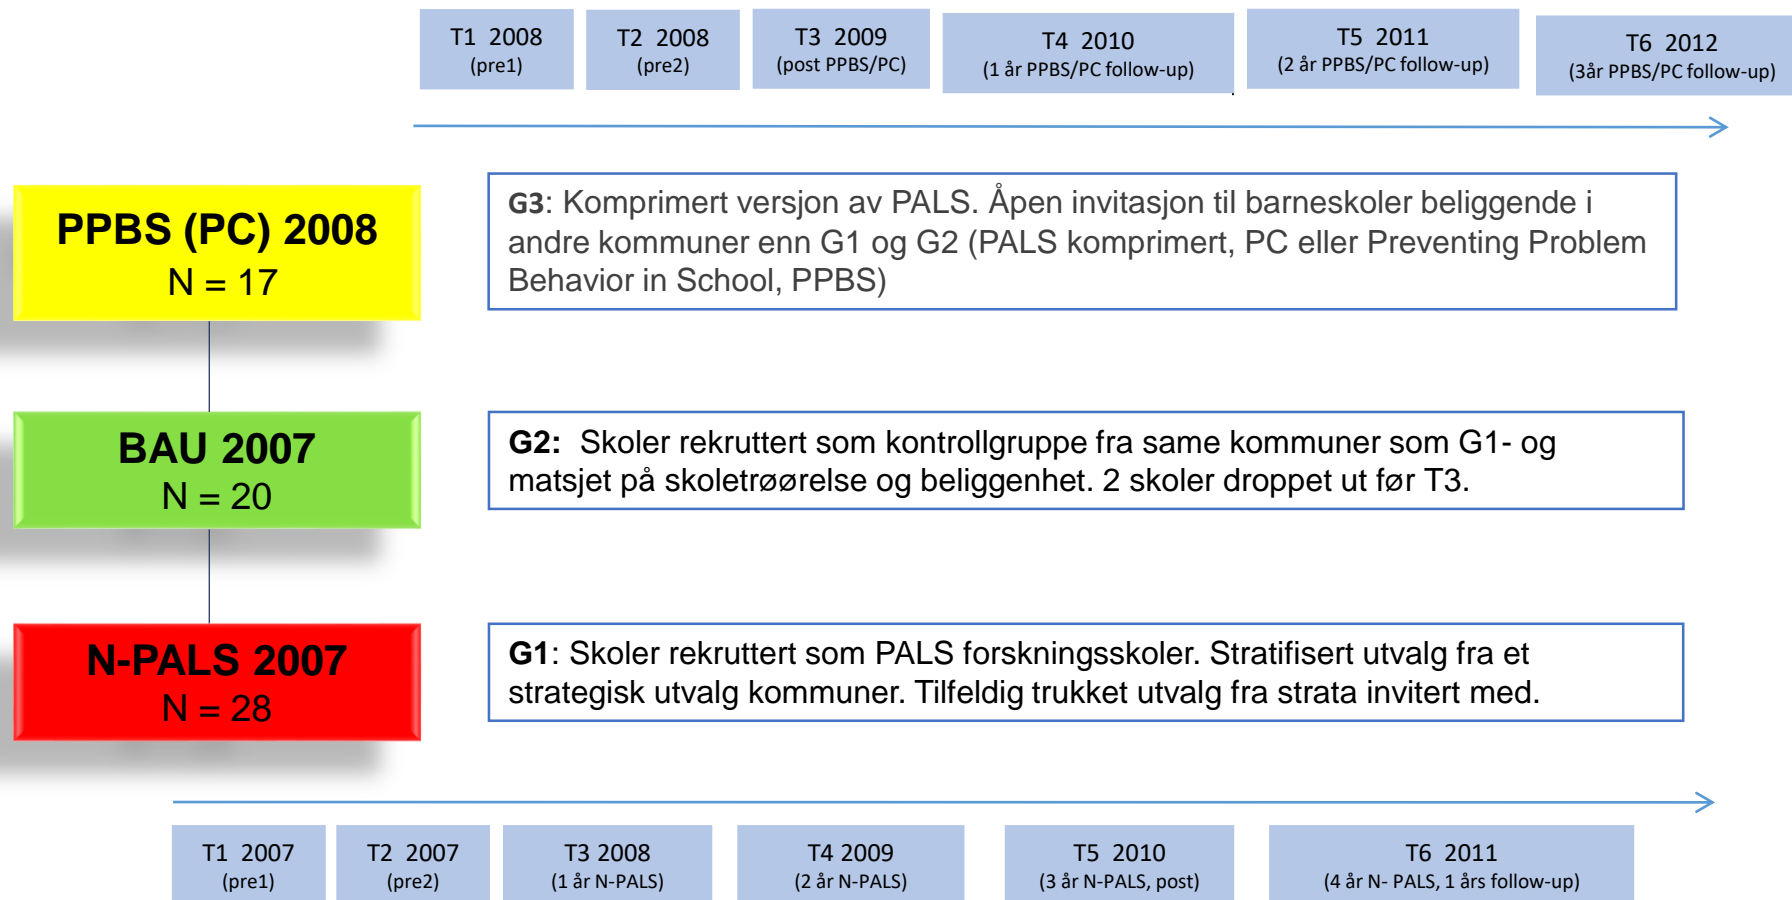 T1 2008
(pre1)
T2 2008
(pre2)
T3 2009
(post PPBS/PC)
T4 2010
(1 år PPBS/PC follow-up)
T5 2011
(2 år PPBS/PC follow-up)
T6 2012
(3år PPBS/PC follow-up)
PPBS (PC) 2008
N = 17
G3: Komprimert versjon av PALS. Åpen invitasjon til barneskoler beliggende i
andre kommuner enn G1 og G2 (PALS komprimert, PC eller Preventing Problem
Behavior in School, PPBS)
BAU 2007
N = 20
G2: Skoler rekruttert som kontrollgruppe fra same kommuner som G1- og
matsjet på skoletrøørelse og beliggenhet. 2 skoler droppet ut før T3.
N-PALS 2007
N = 28
G1: Skoler rekruttert som PALS forskningsskoler. Stratifisert utvalg fra et
strategisk utvalg kommuner. Tilfeldig trukket utvalg fra strata invitert med.
T1 2007
(pre1)
T2 2007
(pre2)
T3 2008
(1 år N-PALS)
T4 2009
(2 år N-PALS)
T5 2010
(3 år N-PALS, post)
T6 2011
(4 år N- PALS, 1 års follow-up)